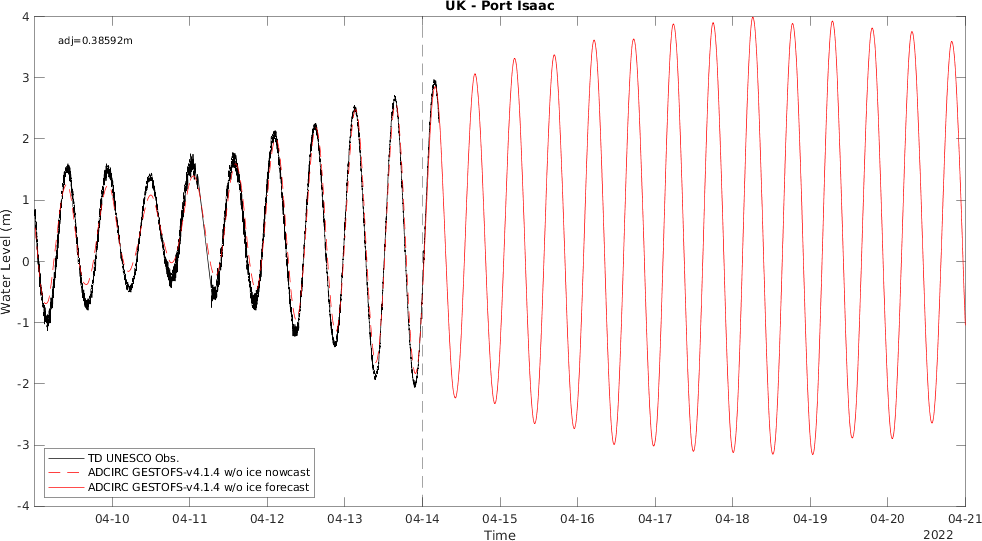 UK - Port Isaac
adj=0.38592m
4
3
2
1
0
-1
-2
-3
-4
Water Level (m)
TD UNESCO Obs.
ADCIRC GESTOFS-v4.1.4 w/o ice nowcast
ADCIRC GESTOFS-v4.1.4 w/o ice forecast
04-10 04-11 04-12 04-13 04-14 04-15 04-16 04-17 04-18 04-19 04-20 04-21
Time
2022